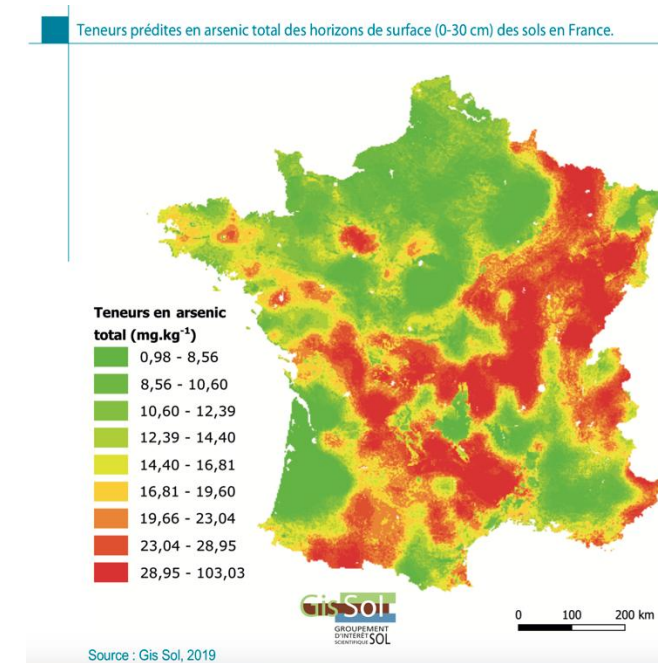 Teneurs prédites en arsenic total des horizons de surface (0-30 cm) des sols en France.
Teneurs en arsenic
total (mg.kg⁻¹)
0,98 - 8,56
8,56 - 10,60
10,60 - 12,39
12,39 - 14,40
14,40 - 16,81
16,81 - 19,60
19,66 - 23,04
23,04 - 28,95
28,95 - 103,03
Gis Sol
GROUPEMENT
D'INTÉRÊT
SCIENTIFIQUE SOL
0 100 200 km
Source : Gis Sol, 2019